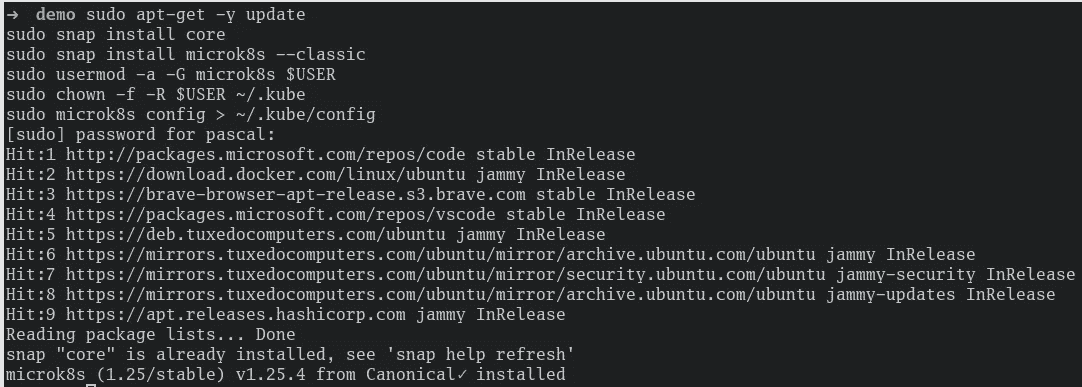 ➜  demo sudo apt-get -y update
sudo snap install core
sudo snap install microk8s --classic
sudo usermod -a -G microk8s $USER
sudo chown -f -R $USER ~/.kube
sudo microk8s config > ~/.kube/config
[sudo] password for pascal:
Hit:1 http://packages.microsoft.com/repos/code stable InRelease
Hit:2 https://download.docker.com/linux/ubuntu jammy InRelease
Hit:3 https://brave-browser-apt-release.s3.brave.com stable InRelease
Hit:4 https://packages.microsoft.com/repos/vscode stable InRelease
Hit:5 https://deb.tuxedocomputers.com/ubuntu jammy InRelease
Hit:6 https://mirrors.tuxedocomputers.com/ubuntu/mirror/archive.ubuntu.com/ubuntu jammy InRelease
Hit:7 https://mirrors.tuxedocomputers.com/ubuntu/mirror/security.ubuntu.com/ubuntu jammy-security InRelease
Hit:8 https://mirrors.tuxedocomputers.com/ubuntu/mirror/archive.ubuntu.com/ubuntu jammy-updates InRelease
Hit:9 https://apt.releases.hashicorp.com jammy InRelease
Reading package lists... Done
snap "core" is already installed, see 'snap help refresh'
microk8s (1.25/stable) v1.25.4 from Canonical✓ installed